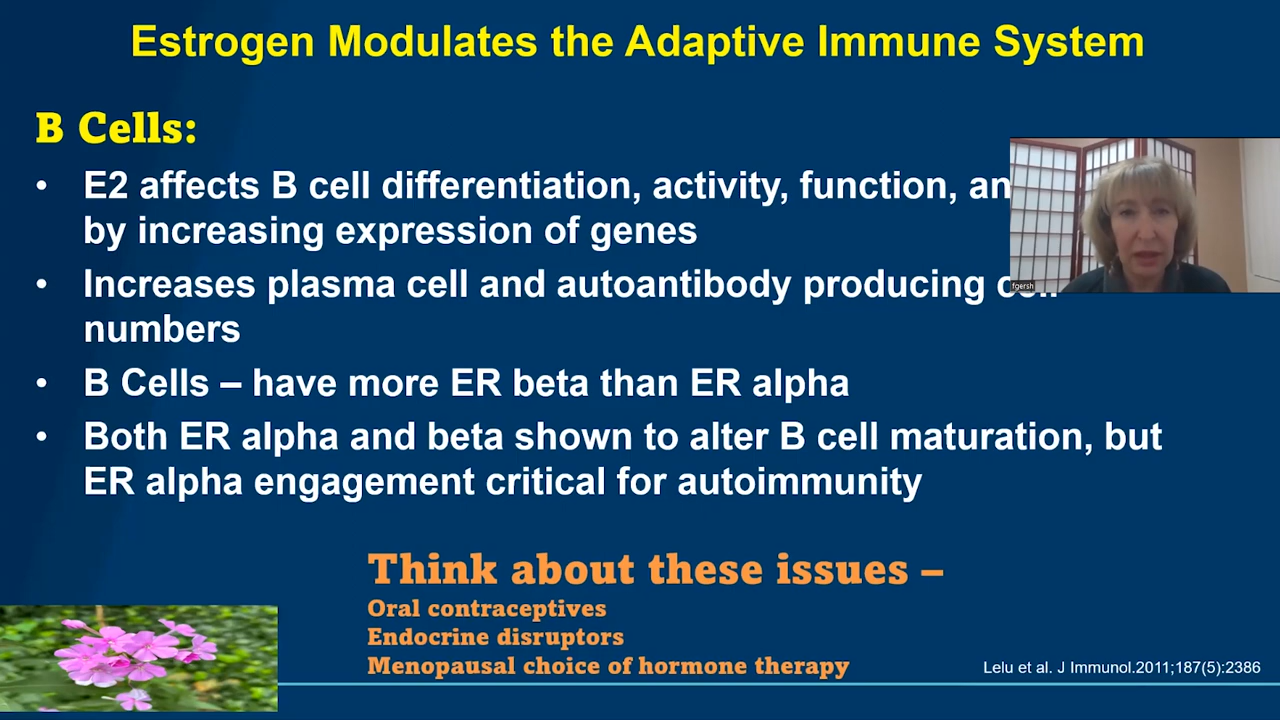 Estrogen Modulates the Adaptive Immune System
B Cells:
• E2 affects B cell differentiation, activity, function, an
by increasing expression of genes
• Increases plasma cell and autoantibody producing
numbers
• B Cells – have more ER beta than ER alpha
• Both ER alpha and beta shown to alter B cell maturation, but
ER alpha engagement critical for autoimmunity
fgersh
Think about these issues –
Oral contraceptives
Endocrine disruptors
Menopausal choice of hormone therapy
Lelu et al. J Immunol.2011;187(5):2386